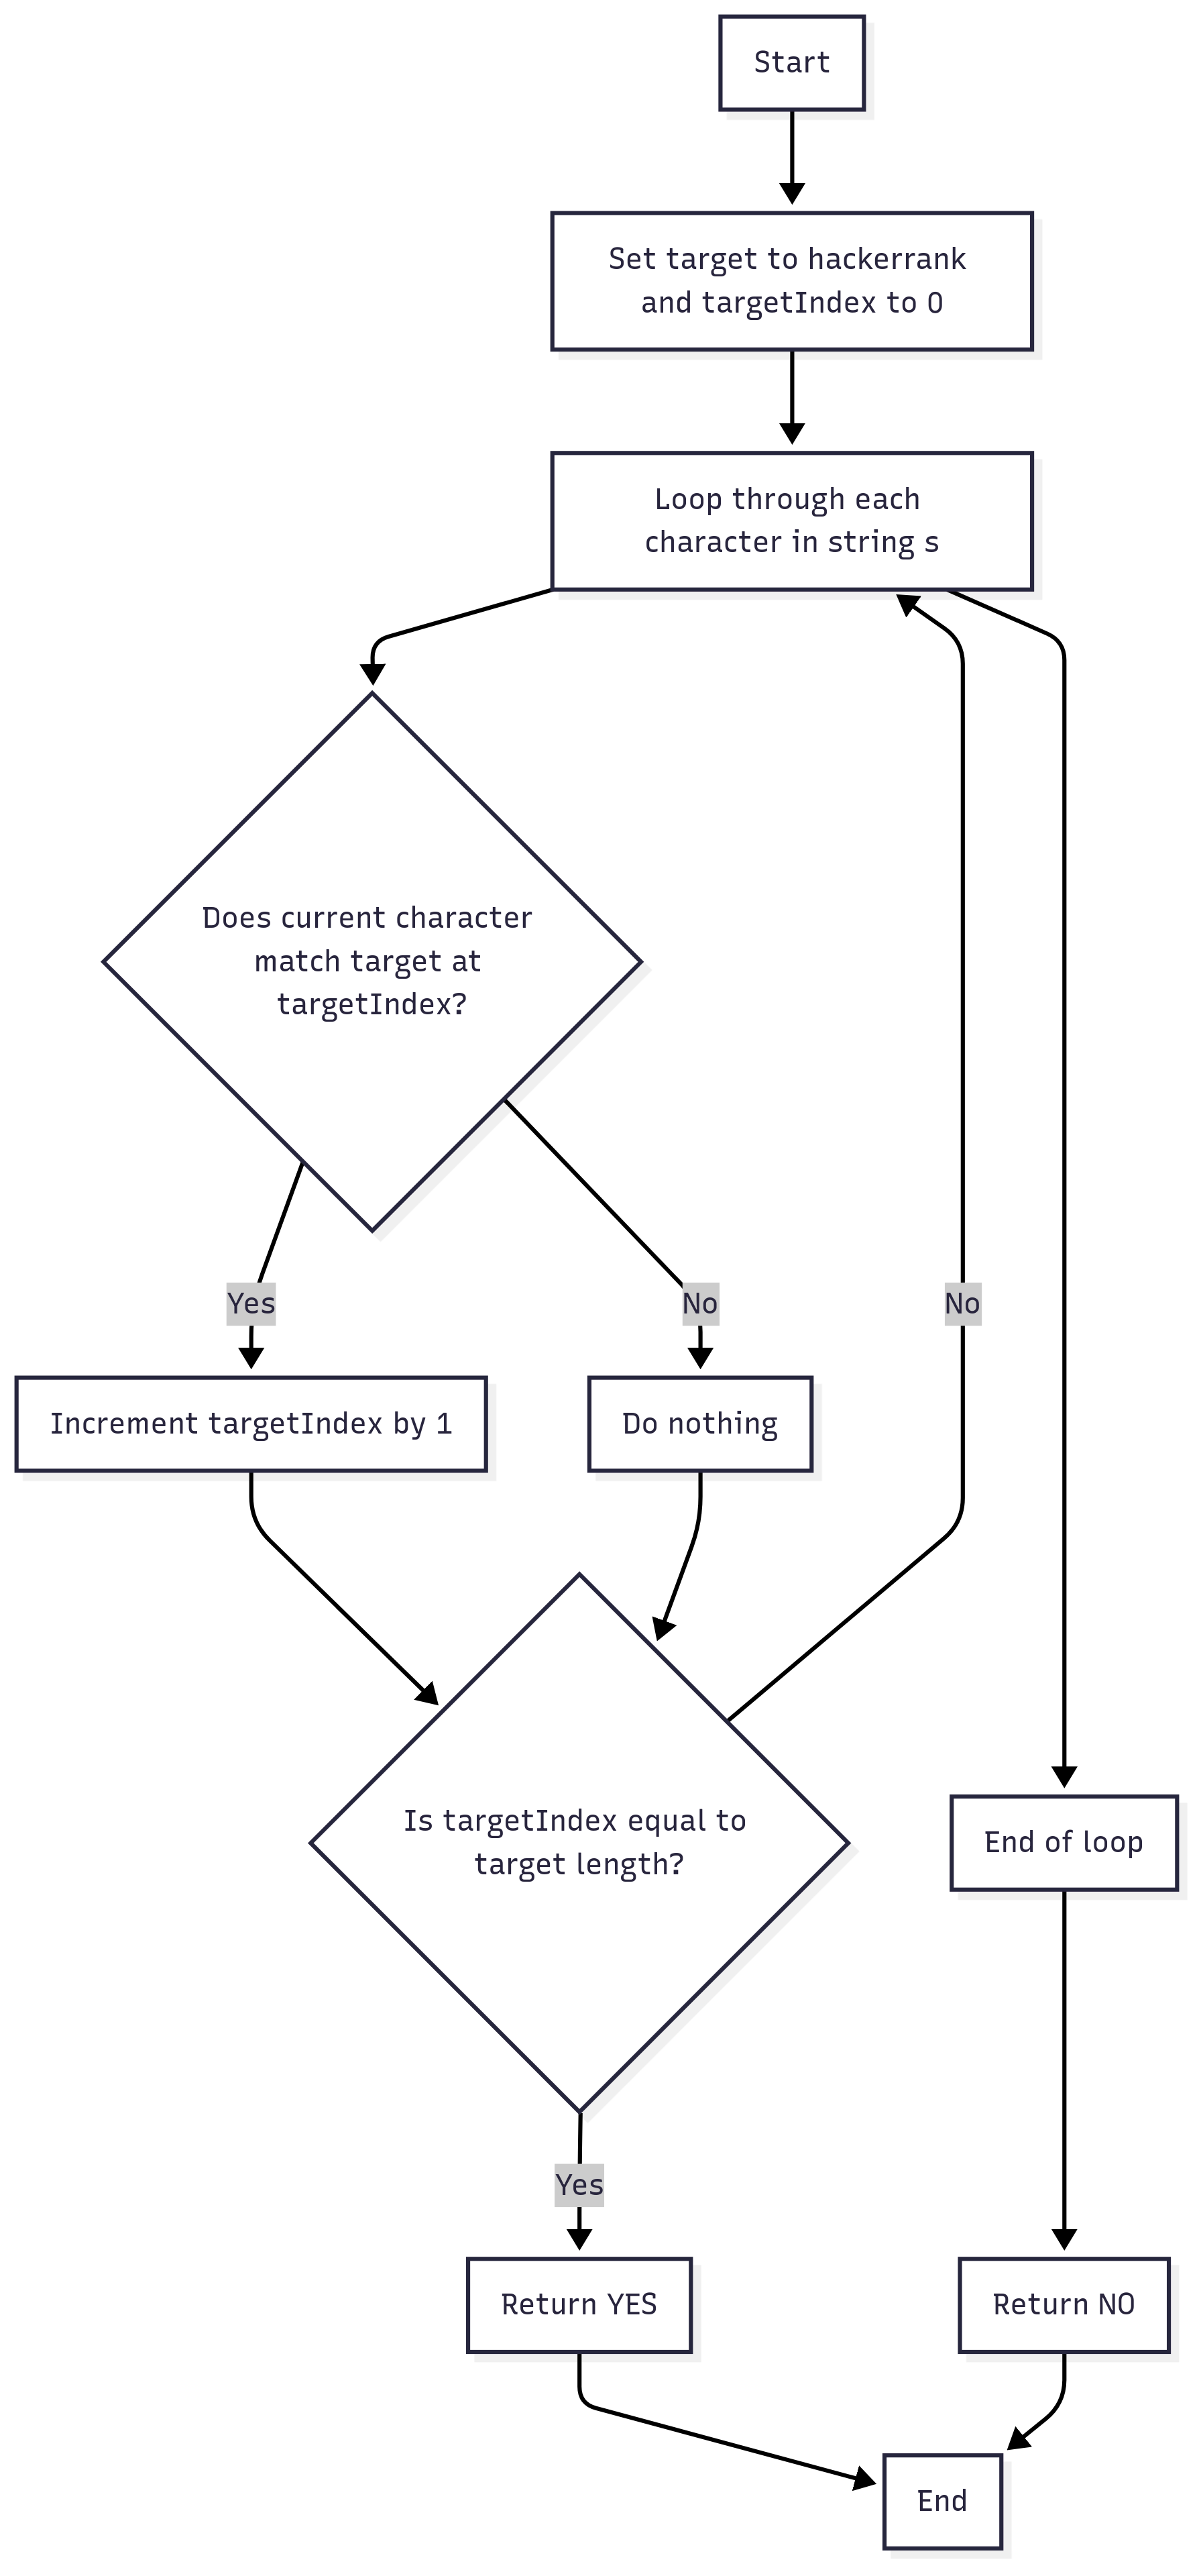 Start
Set target to hackerrank
and targetIndex to 0
Loop through each
character in string s
Does current character
match target at
targetIndex?
Yes
No
No
Increment targetIndex by 1
Do nothing
Is targetIndex equal to
target length?
End of loop
Yes
Return YES
Return NO
End